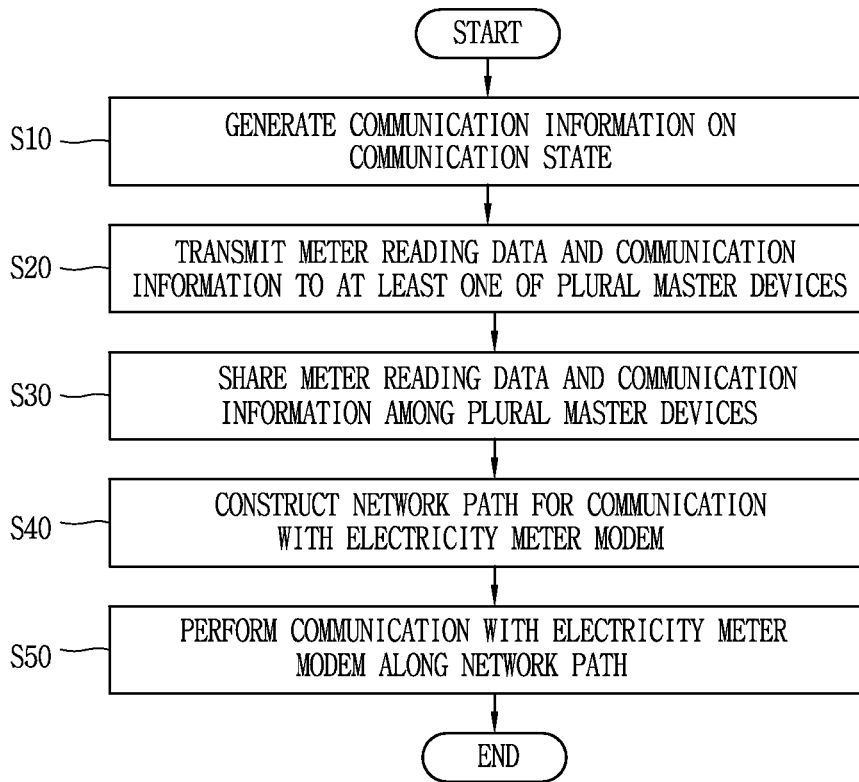 START
S10
GENERATE COMMUNICATION INFORMATION ON
COMMUNICATION STATE
S20
TRANSMIT METER READING DATA AND COMMUNICATION
INFORMATION TO AT LEAST ONE OF PLURAL MASTER DEVICES
S30
SHARE METER READING DATA AND COMMUNICATION
INFORMATION AMONG PLURAL MASTER DEVICES
S40
CONSTRUCT NETWORK PATH FOR COMMUNICATION
WITH ELECTRICITY METER MODEM
S50
PERFORM COMMUNICATION WITH ELECTRICITY METER
MODEM ALONG NETWORK PATH
END